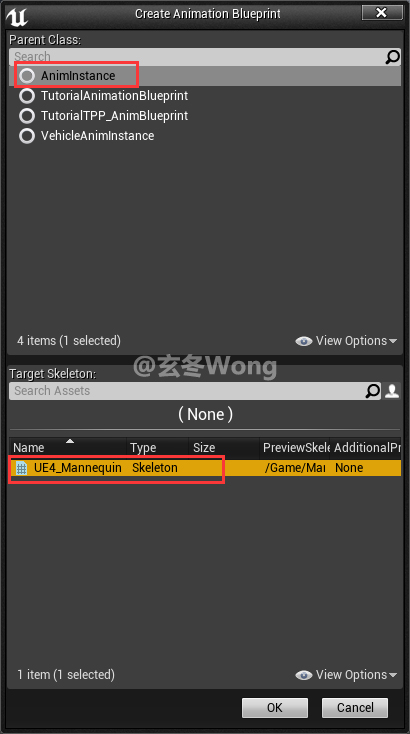 Create Animation Blueprint
Parent Class:
Search
AnimInstance
TutorialAnimationBlueprint
TutorialTPP_AnimBlueprint
VehicleAnimInstance
4 items (1 selected)
View Options
@玄冬Wong
Target Skeleton:
Search Assets
( None )
Name Type Size PreviewSkele AdditionalPr
UE4_Mannequin Skeleton /Game/Mar None
1 item (1 selected)
View Options
OK Cancel